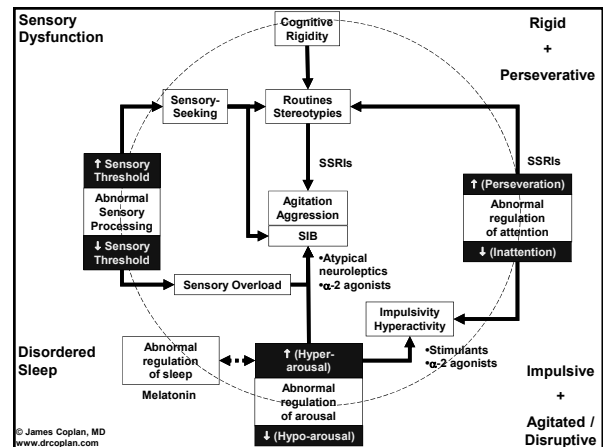 Sensory
Dysfunction
Cognitive
Rigidity
Rigid
+
Perseverative
Sensory-
Seeking
Routines
Stereotypies
SSRIs
SSRIs
↑ Sensory
Threshold
Abnormal
Sensory
Processing
↓ Sensory
Threshold
Agitation
Aggression
SIB
↑ (Perseveration)
Abnormal
regulation
of attention
↓ (Inattention)
Sensory Overload
•Atypical
neuroleptics
•α-2 agonists
Impulsivity
Hyperactivity
•Stimulants
•α-2 agonists
Disordered
Sleep
Abnormal
regulation
of sleep
Melatonin
↑ (Hyper-
arousal)
Abnormal
regulation
of arousal
↓ (Hypo-arousal)
Impulsive
+
Agitated /
Disruptive
© James Coplan, MD
www.drcoplan.com